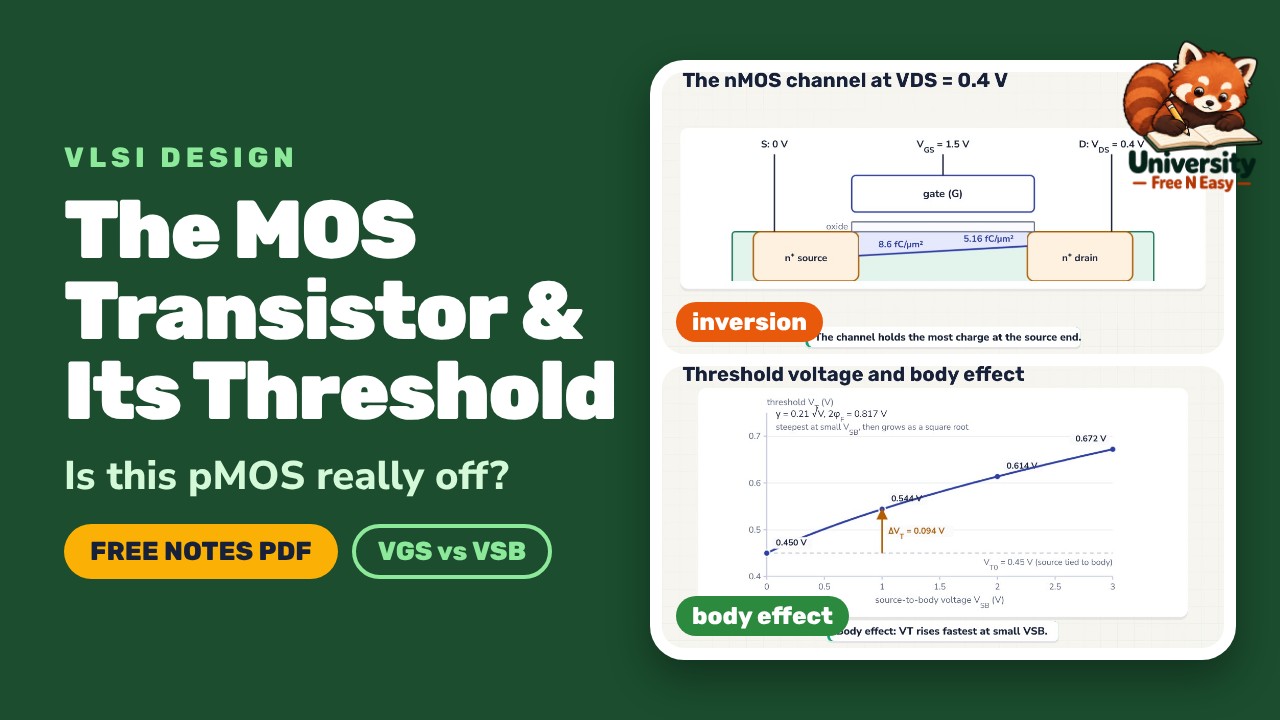 VLSI DESIGN
The MOS
Transistor &
Its Threshold
Is this pMOS really off?
FREE NOTES PDF
VGS vs VSB
The nMOS channel at VDS = 0.4 V
S: 0 V
VGS = 1.5 V
D: VDS = 0.4 V
gate (G)
oxide
8.6 fC/μm²
5.16 fC/μm²
n+ source
n+ drain
inversion
The channel holds the most charge at the source end.
Threshold voltage and body effect
threshold VT (V)
γ = 0.21 √V, 2φF = 0.817 V
steepest at small VSB, then grows as a square root
0.7
0.6
0.5
0.4
0.450 V
0.544 V
0.614 V
0.672 V
ΔVT = 0.094 V
VT0 = 0.45 V (source tied to body)
0
0.5
1
1.5
2
2.5
3
source-to-body voltage VSB (V)
body effect
Body effect: VT rises fastest at small VSB.
University
Free N Easy